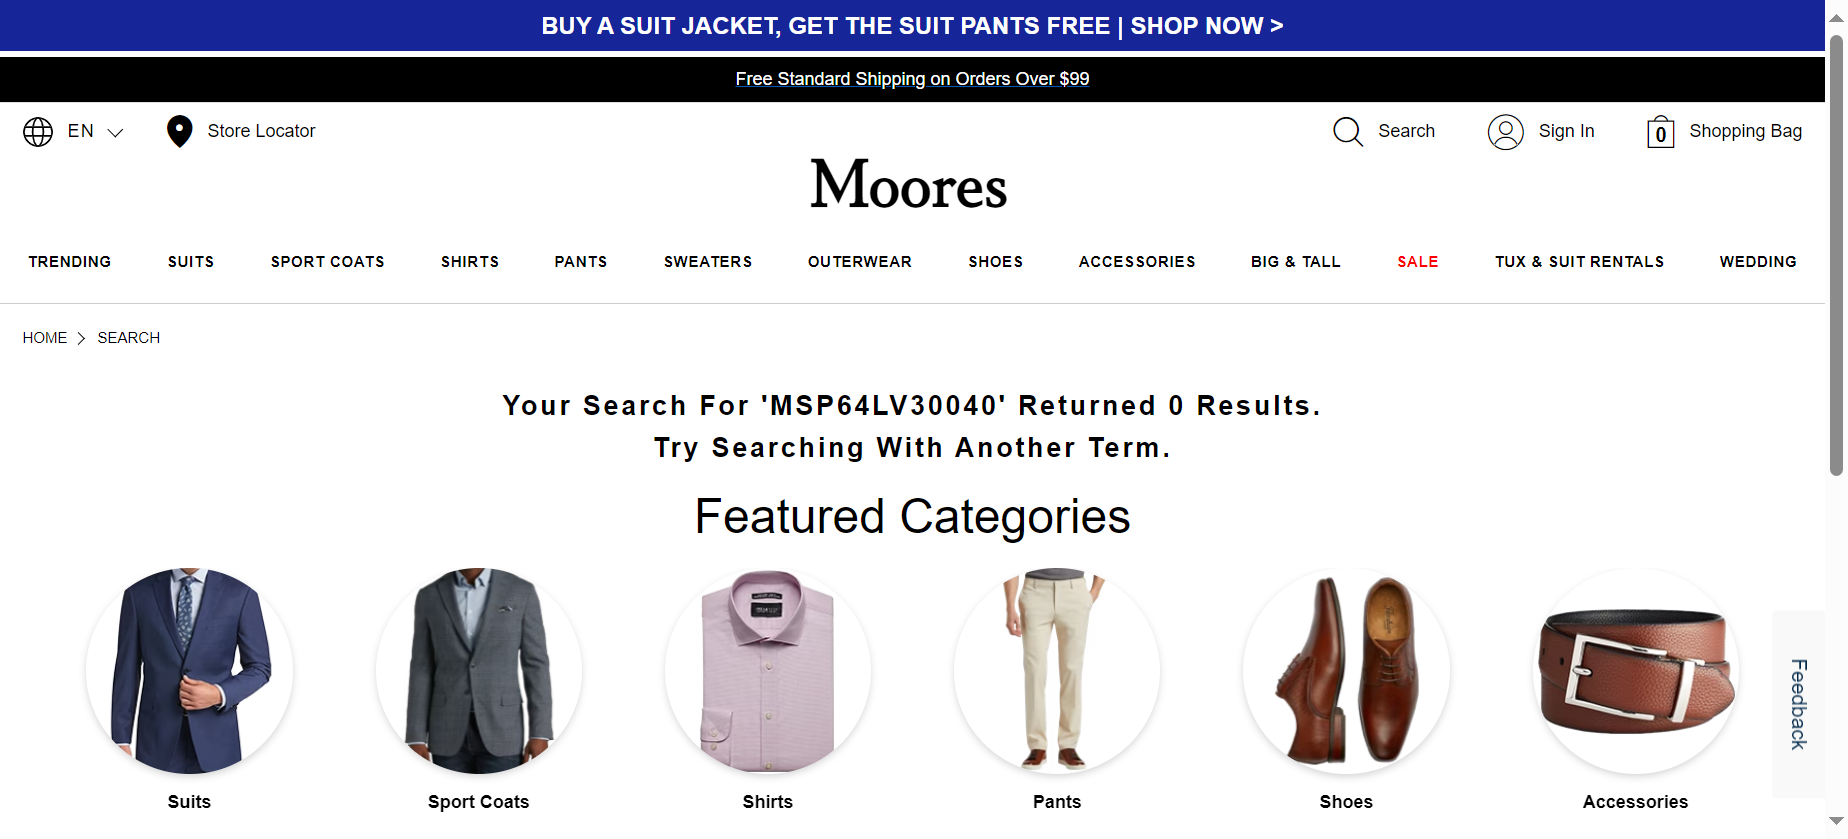 BUY A SUIT JACKET, GET THE SUIT PANTS FREE | SHOP NOW >
Free Standard Shipping on Orders Over $99
EN
Store Locator
Search
Sign In
0
Shopping Bag
Moores
TRENDING
SUITS
SPORT COATS
SHIRTS
PANTS
SWEATERS
OUTERWEAR
SHOES
ACCESSORIES
BIG & TALL
SALE
TUX & SUIT RENTALS
WEDDING
HOME > SEARCH
Your Search For 'MSP64LV30040' Returned 0 Results.
Try Searching With Another Term.
Featured Categories
Suits
Sport Coats
Shirts
Pants
Shoes
Accessories
Feedback